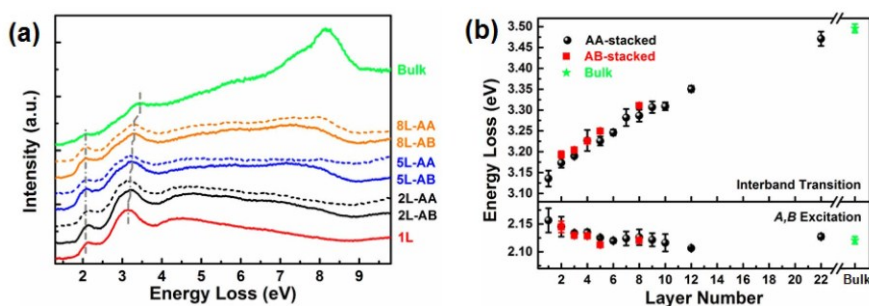 (a)
Intensity (a.u.)
Bulk
8L-AA
8L-AB
5L-AA
5L-AB
2L-AA
2L-AB
1L
2 3 4 5 6 7 8 9
Energy Loss (eV)
(b)
Energy Loss (eV)
3.50
3.45
3.40
3.35
3.30
3.25
3.20
3.15
3.10
2.15
2.10
AA-stacked
AB-stacked
Bulk
Interband Transition
A,B Excitation
2 4 6 8 10 12 14 16 18 20 22 Bulk
Layer Number